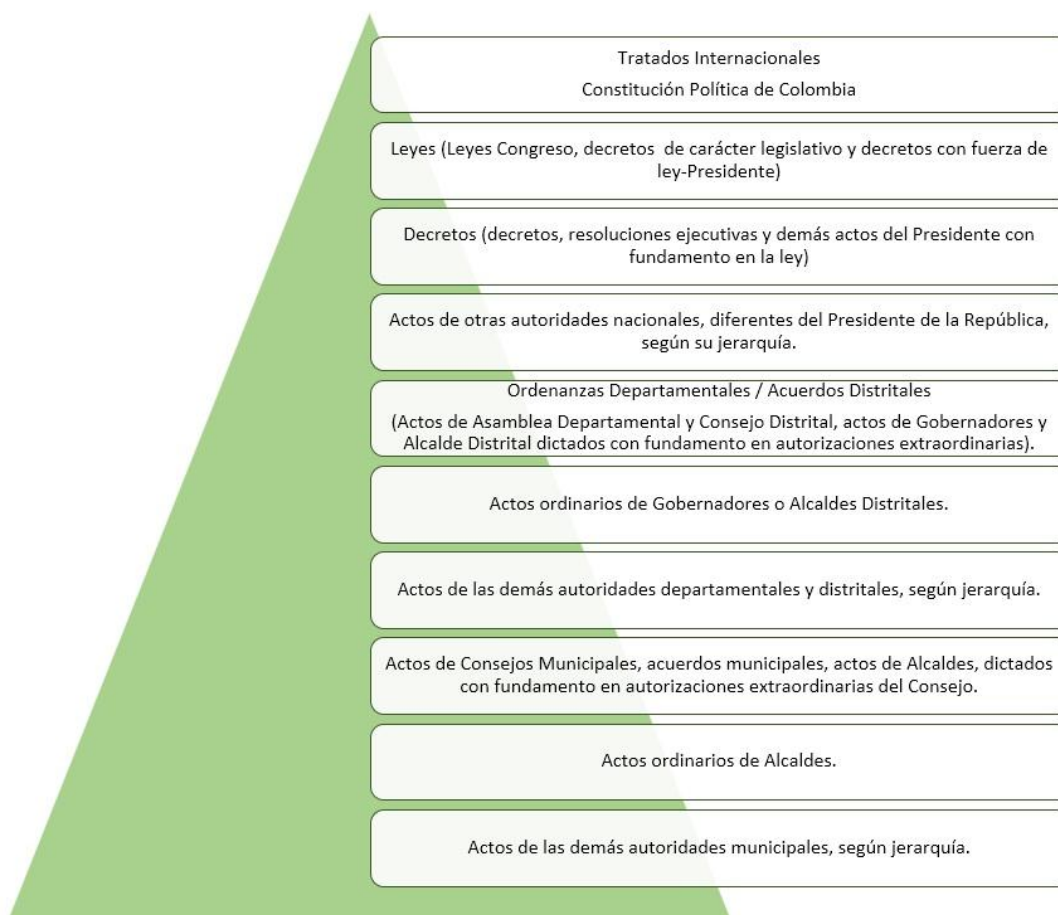 Tratados Internacionales
Constitución Política de Colombia
Leyes (Leyes Congreso, decretos  de carácter legislativo y decretos con fuerza de
ley-Presidente)
Decretos (decretos, resoluciones ejecutivas y demás actos del Presidente con
fundamento en la ley)
Actos de otras autoridades nacionales, diferentes del Presidente de la República,
según su jerarquía.
Ordenanzas Departamentales / Acuerdos Distritales
(Actos de Asamblea Departamental y Consejo Distrital, actos de Gobernadores y
Alcalde Distrital dictados con fundamento en autorizaciones extraordinarias).
Actos ordinarios de Gobernadores o Alcaldes Distritales.
Actos de las demás autoridades departamentales y distritales, según jerarquía.
Actos de Consejos Municipales, acuerdos municipales, actos de Alcaldes, dictados
con fundamento en autorizaciones extraordinarias del Consejo.
Actos ordinarios de Alcaldes.
Actos de las demás autoridades municipales, según jerarquía.